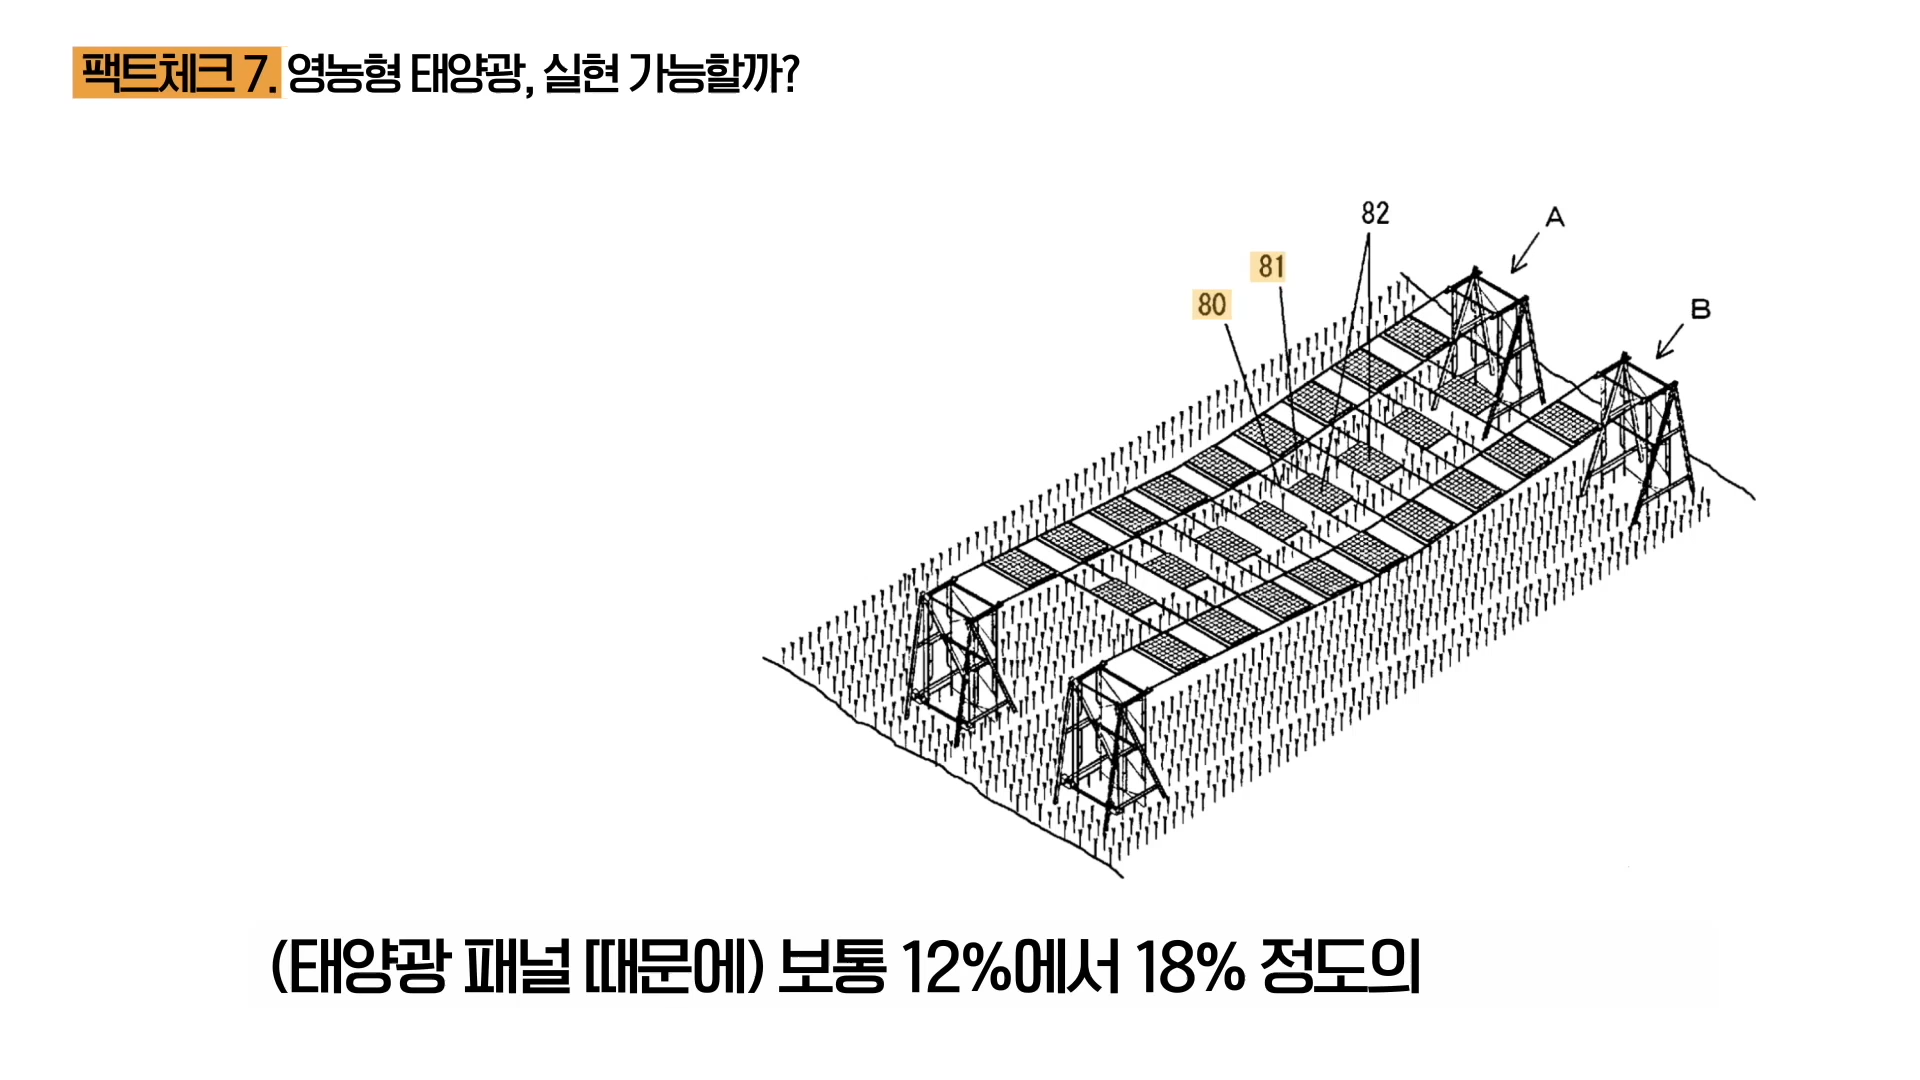 팩트체크 7. 영농형 태양광, 실현 가능할까?
82
A
81
80
B
(태양광 패널 때문에) 보통 12%에서 18% 정도의